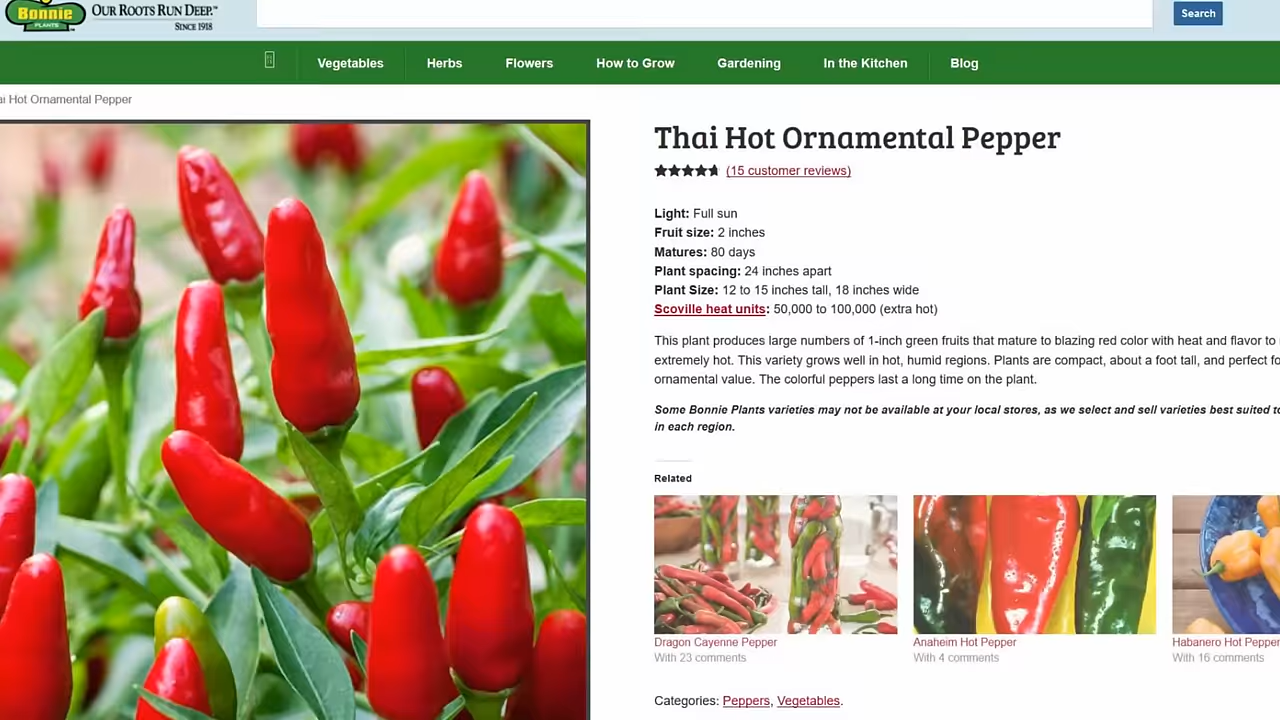 Bonnie
PLANTS
OUR ROOTS RUN DEEP.™
SINCE 1918
Search
Vegetables
Herbs
Flowers
How to Grow
Gardening
In the Kitchen
Blog
Hot Ornamental Pepper
Thai Hot Ornamental Pepper
(15 customer reviews)
Light: Full sun
Fruit size: 2 inches
Matures: 80 days
Plant spacing: 24 inches apart
Plant Size: 12 to 15 inches tall, 18 inches wide
Scoville heat units: 50,000 to 100,000 (extra hot)
This plant produces large numbers of 1-inch green fruits that mature to blazing red color with heat and flavor to
extremely hot. This variety grows well in hot, humid regions. Plants are compact, about a foot tall, and perfect
ornamental value. The colorful peppers last a long time on the plant.
Some Bonnie Plants varieties may not be available at your local stores, as we select and sell varieties best suited
in each region.
Related
Dragon Cayenne Pepper
With 23 comments
Anaheim Hot Pepper
With 4 comments
Habanero Hot Pepper
With 16 comments
Categories: Peppers, Vegetables.